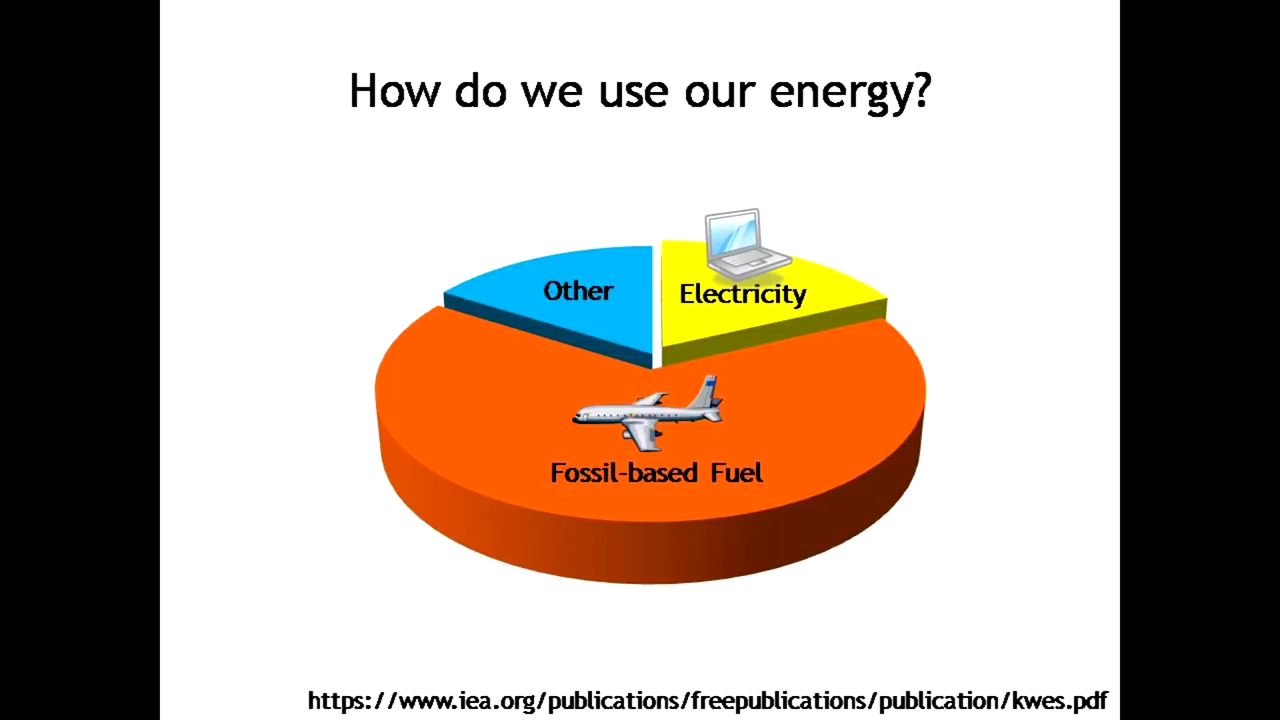 How do we use our energy?
Other
Electricity
Fossil-based Fuel
https://www.iea.org/publications/freepublications/publication/kwes.pdf